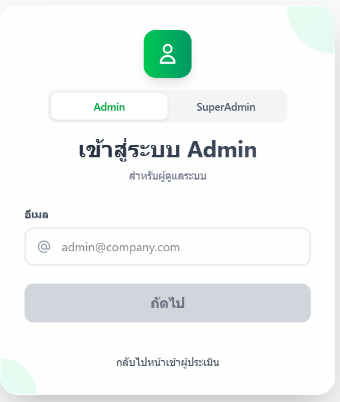 Admin
SuperAdmin
เข้าสู่ระบบ Admin
สำหรับผู้ดูแลระบบ
อีเมล
@ admin@company.com
ถัดไป
กลับไปหน้าเข้าผู้ประเมิน